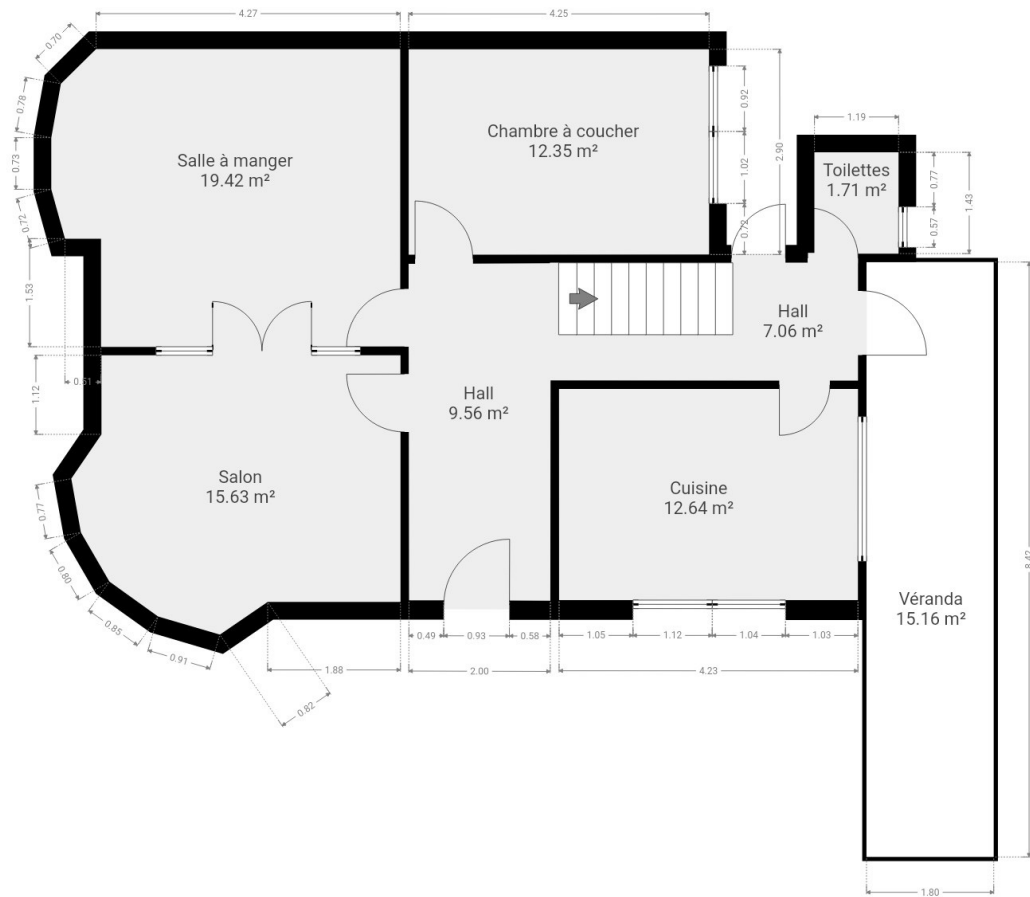 4.27
4.25
0.70
0.78
0.73
0.72
1.53
0.51
1.12
Salle à manger
19.42 m²
Chambre à coucher
12.35 m²
0.92
1.02
0.72
2.90
1.19
Toilettes
1.71 m²
0.77
0.57
1.43
Hall
7.06 m²
Hall
9.56 m²
Salon
15.63 m²
Cuisine
12.64 m²
Véranda
15.16 m²
8.42
0.77
0.80
0.85
0.91
0.82
1.88
0.49
0.93
0.58
2.00
1.05
1.12
1.04
1.03
4.23
1.80